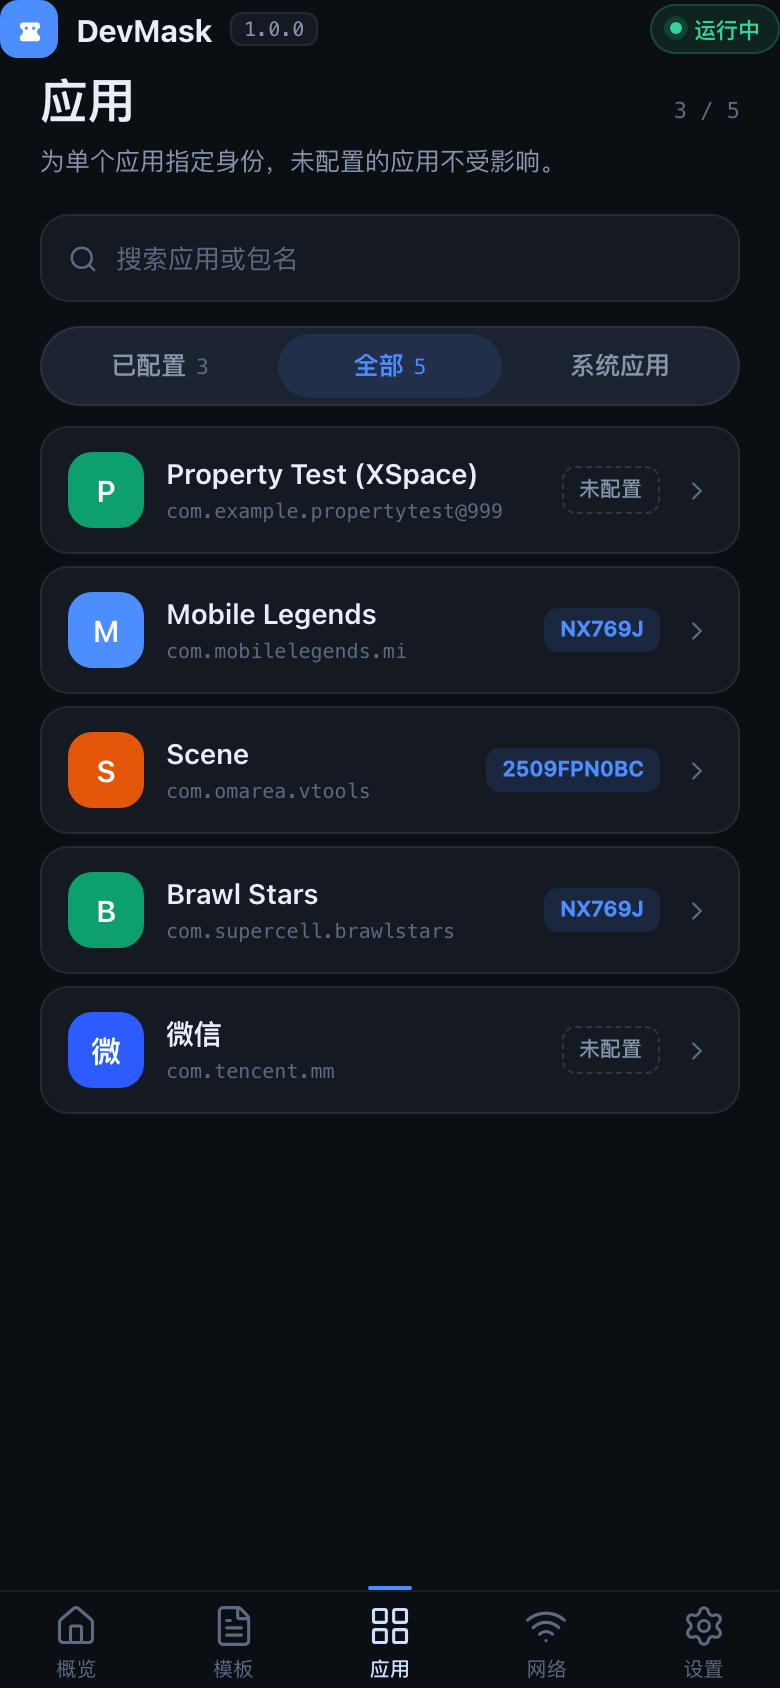 DevMask 1.0.0 运行中
应用 3 / 5
为单个应用指定身份，未配置的应用不受影响。
搜索应用或包名
已配置 3 全部 5 系统应用
P Property Test (XSpace) 未配置
com.example.propertytest@999
M Mobile Legends NX769J
com.mobilelegends.mi
S Scene 2509FPN0BC
com.omarea.vtools
B Brawl Stars NX769J
com.supercell.brawlstars
微 微信 未配置
com.tencent.mm
概览 模板 应用 网络 设置